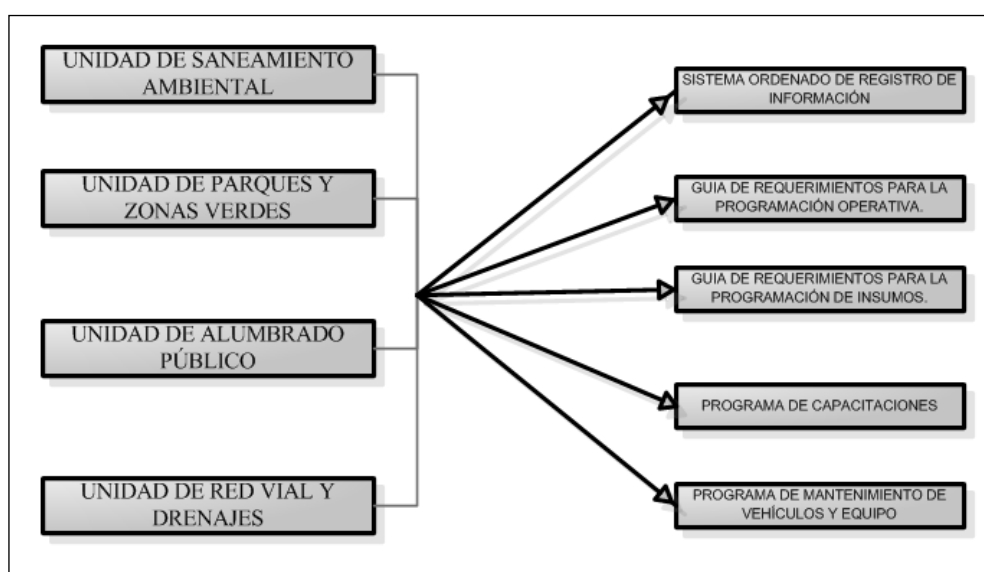 UNIDAD DE SANEAMIENTO
AMBIENTAL
UNIDAD DE PARQUES Y
ZONAS VERDES
UNIDAD DE ALUMBRADO
PÚBLICO
UNIDAD DE RED VIAL Y
DRENAJES
SISTEMA ORDENADO DE REGISTRO DE
INFORMACIÓN
GUIA DE REQUERIMIENTOS PARA LA
PROGRAMACIÓN OPERATIVA.
GUIA DE REQUERIMIENTOS PARA LA
PROGRAMACIÓN DE INSUMOS.
PROGRAMA DE CAPACITACIONES
PROGRAMA DE MANTENIMIENTO DE
VEHÍCULOS Y EQUIPO